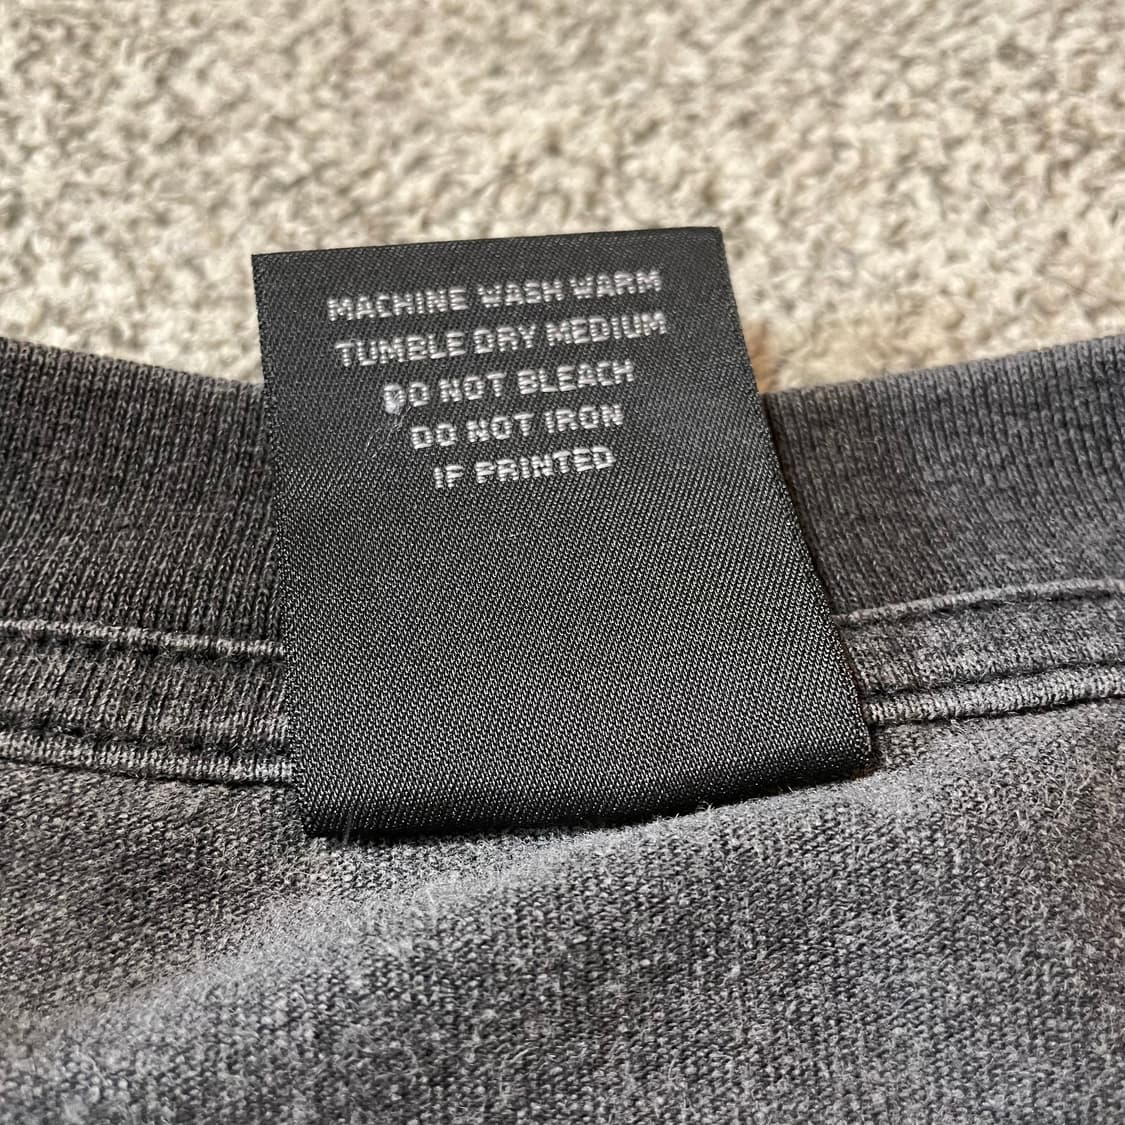 MACHINE WASH WARM
TUMBLE DRY MEDIUM
DO NOT BLEACH
DO NOT IRON
IF PRINTED